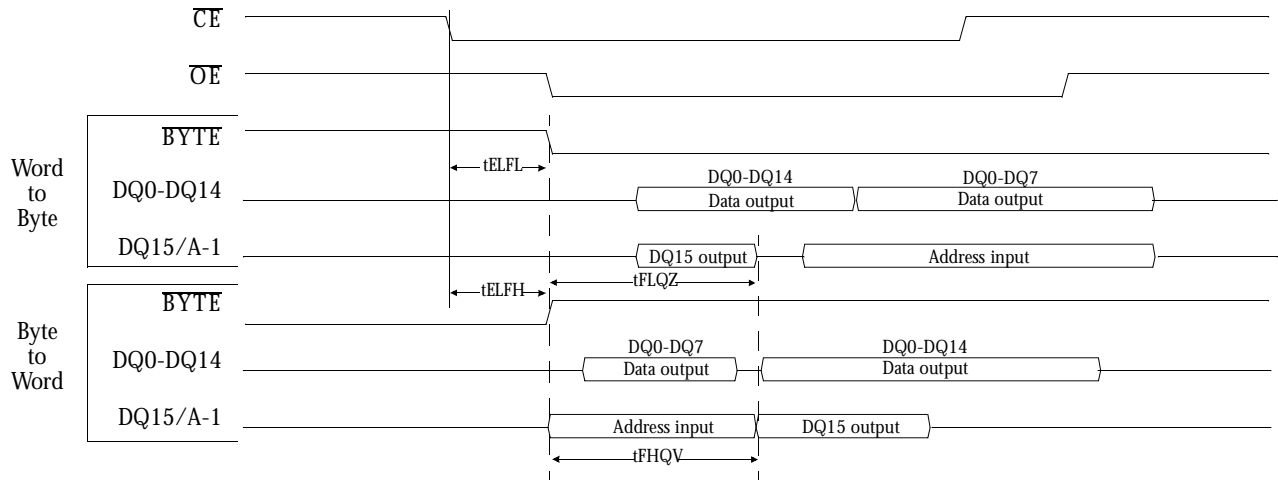 CE
OE
Word
to
Byte
BYTE
tELFL
DQ0-DQ14
DQ0-DQ14
Data output
DQ0-DQ7
Data output
DQ15/A-1
DQ15 output
Address input
tELFH
tFLQZ
Byte
to
Word
BYTE
DQ0-DQ14
DQ0-DQ7
Data output
DQ0-DQ14
Data output
DQ15/A-1
Address input
DQ15 output
tFHQV